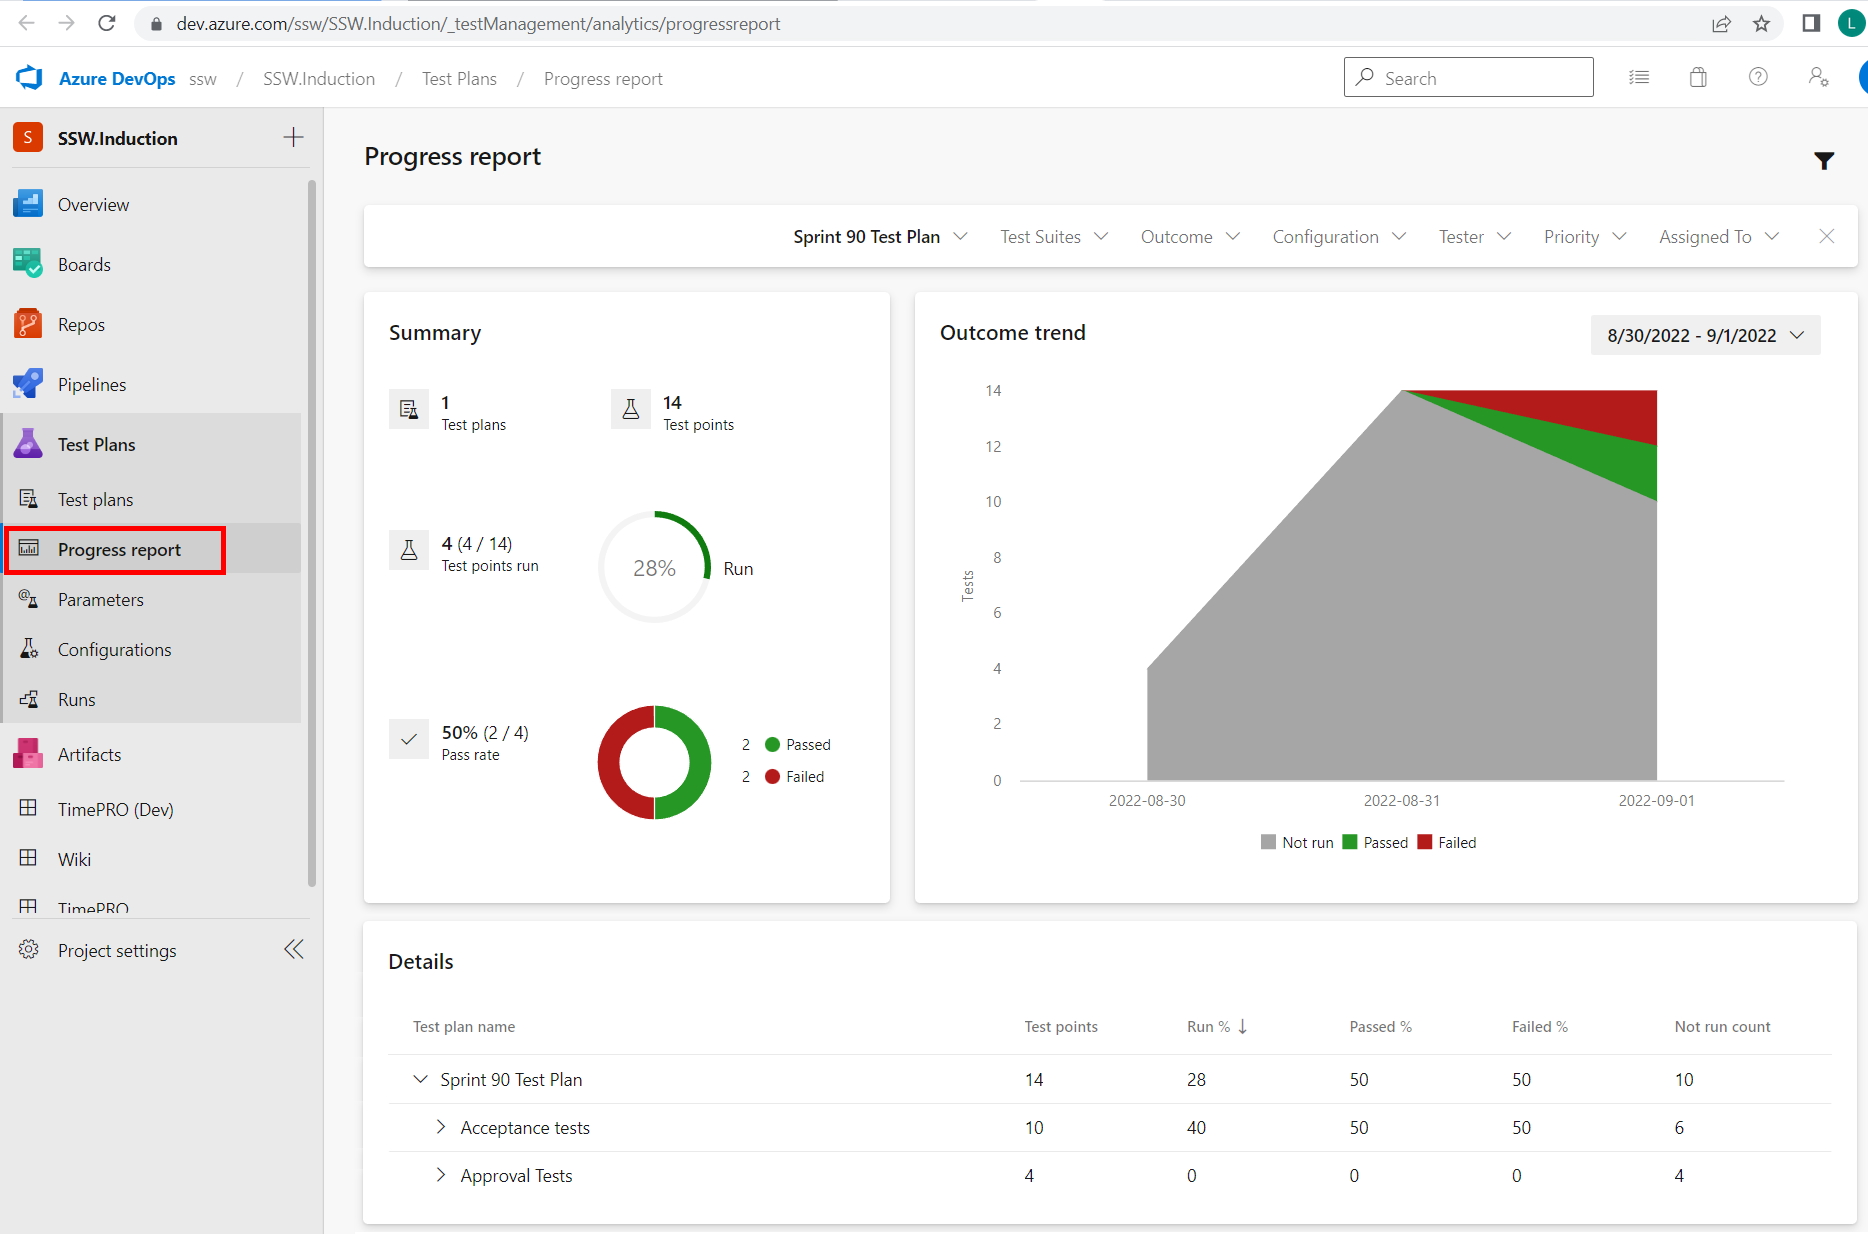 dev.azure.com/ssw/SSW.Induction/_testManagement/analytics/progressreport
L
Azure DevOps ssw / SSW.Induction / Test Plans / Progress report
Search
S SSW.Induction
Overview
Boards
Repos
Pipelines
Test Plans
Test plans
Progress report
Parameters
Configurations
Runs
Artifacts
TimePRO (Dev)
Wiki
TimePRO
Project settings
Progress report
Sprint 90 Test Plan Test Suites Outcome Configuration Tester Priority Assigned To
Summary
1
Test plans
14
Test points
4 (4 / 14)
Test points run
28%
Run
50% (2 / 4)
Pass rate
2 Passed
2 Failed
Outcome trend
8/30/2022 - 9/1/2022
14
12
10
8
6
4
2
0
Tests
2022-08-30 2022-08-31 2022-09-01
Not run Passed Failed
Details
Test plan name Test points Run % Passed % Failed % Not run count
Sprint 90 Test Plan 14 28 50 50 10
Acceptance tests 10 40 50 50 6
Approval Tests 4 0 0 0 4